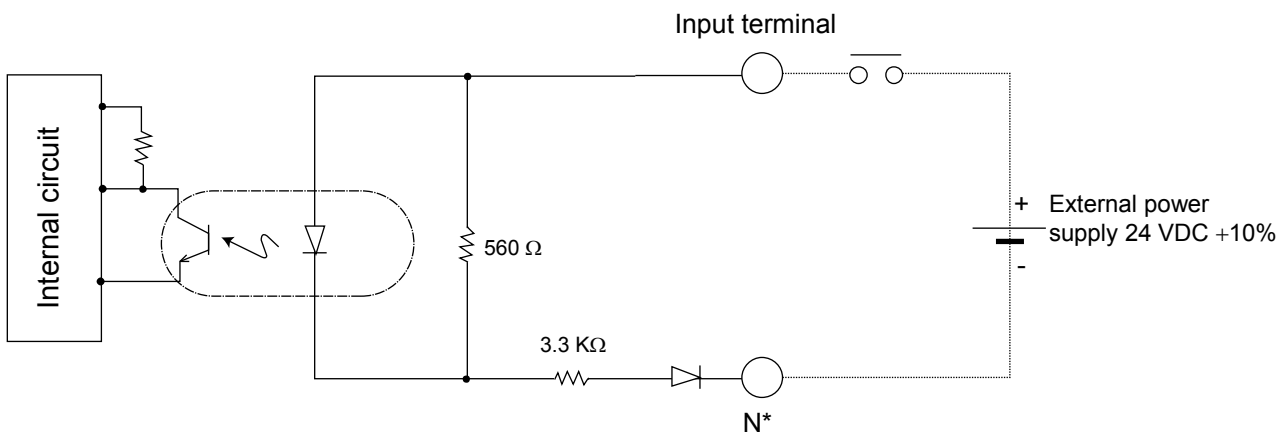 Input terminal
Internal circuit
560 Ω
+
External power
supply 24 VDC +10%
-
3.3 KΩ
N*